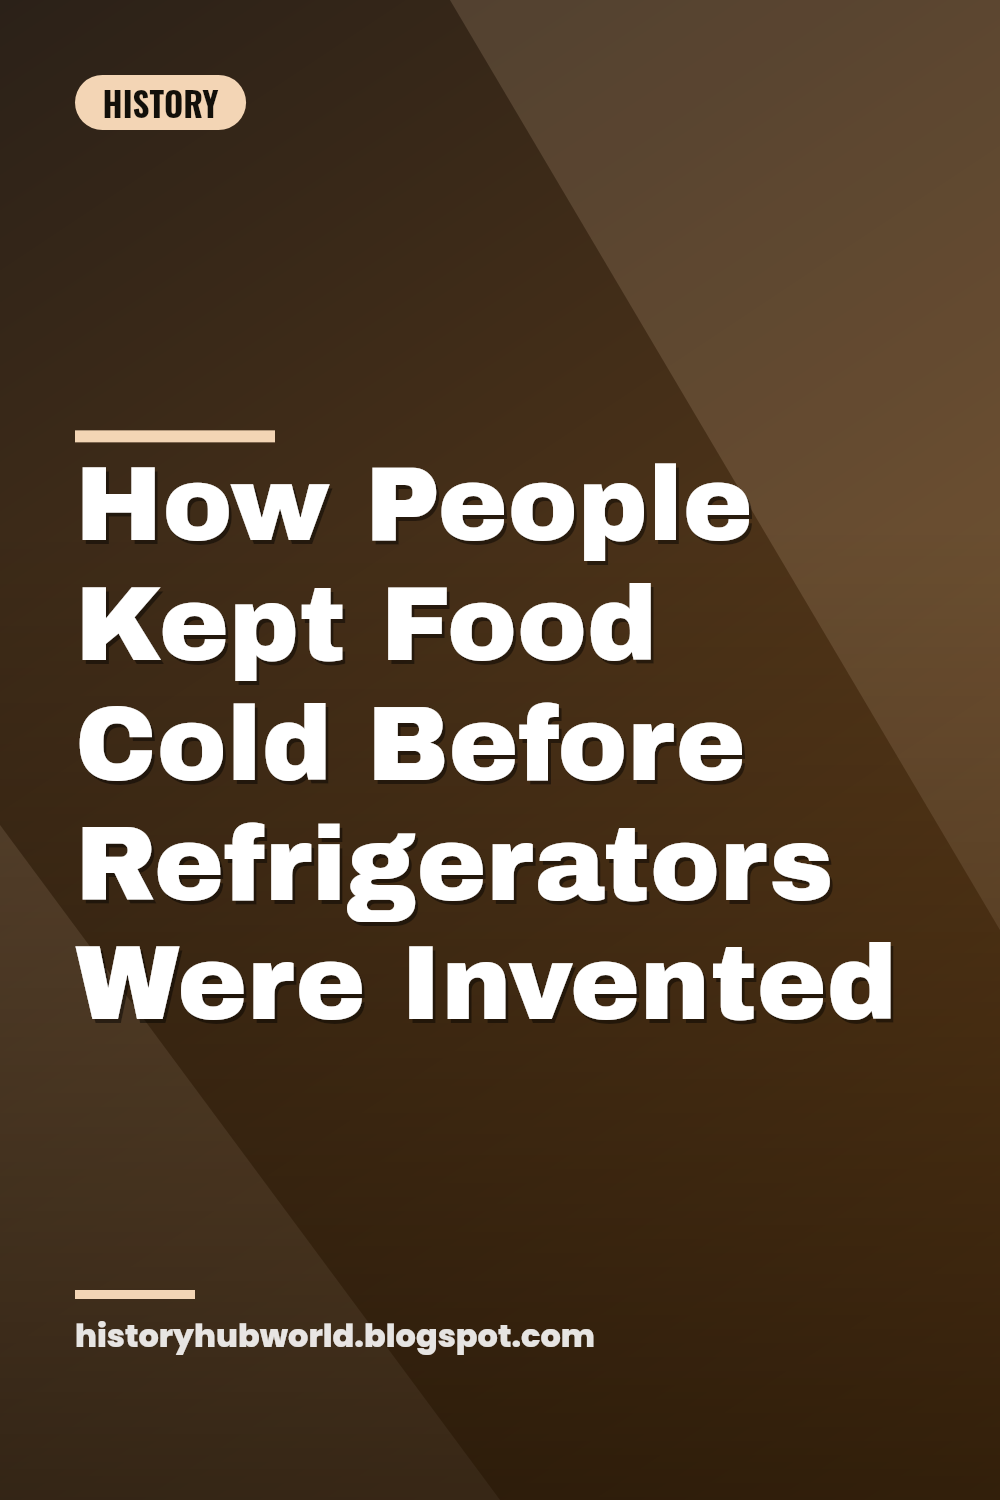 HISTORY
How People
Kept Food
Cold Before
Refrigerators
Were Invented
historyhubworld.blogspot.com